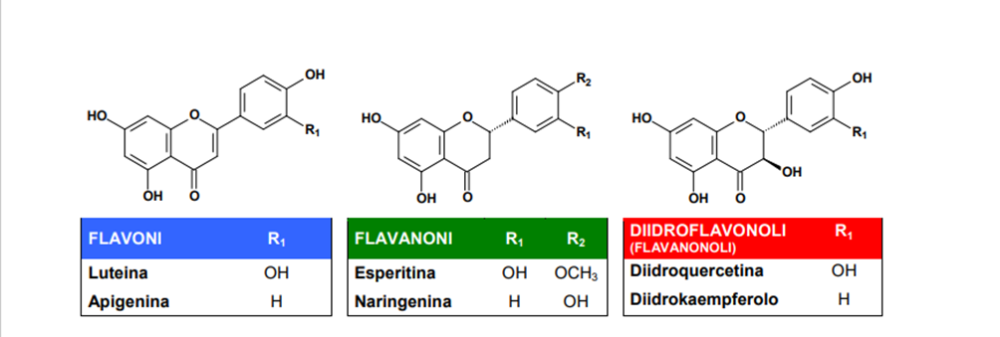 OH
HO
O
R1
OH
O
R2
HO
O
R1
OH
O
OH
HO
O
R1
OH
OH
O
FLAVONI R1
Luteina OH
Apigenina H
FLAVANONI R1 R2
Esperitina OH OCH3
Naringenina H OH
DIIDROFLAVONOLI R1
(FLAVANONOLI)
Diidroquercetina OH
Diidrokaempferolo H